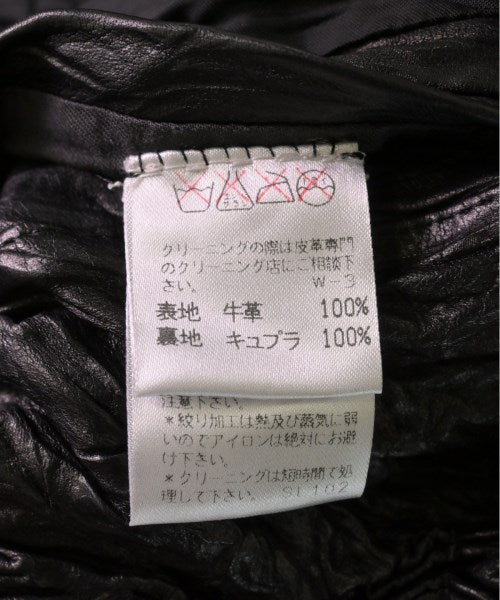 クリーニングの際は皮革専門
のクリーニング店にご相談下
さい。 W-3
表地 牛革 100%
裏地 キュプラ 100%
注意下さい。
*絞り加工は熱及び蒸気に弱
いのでアイロンは絶対にお避
け下さい。
*クリーニングは短時間で処
理して下さい。 SI 102